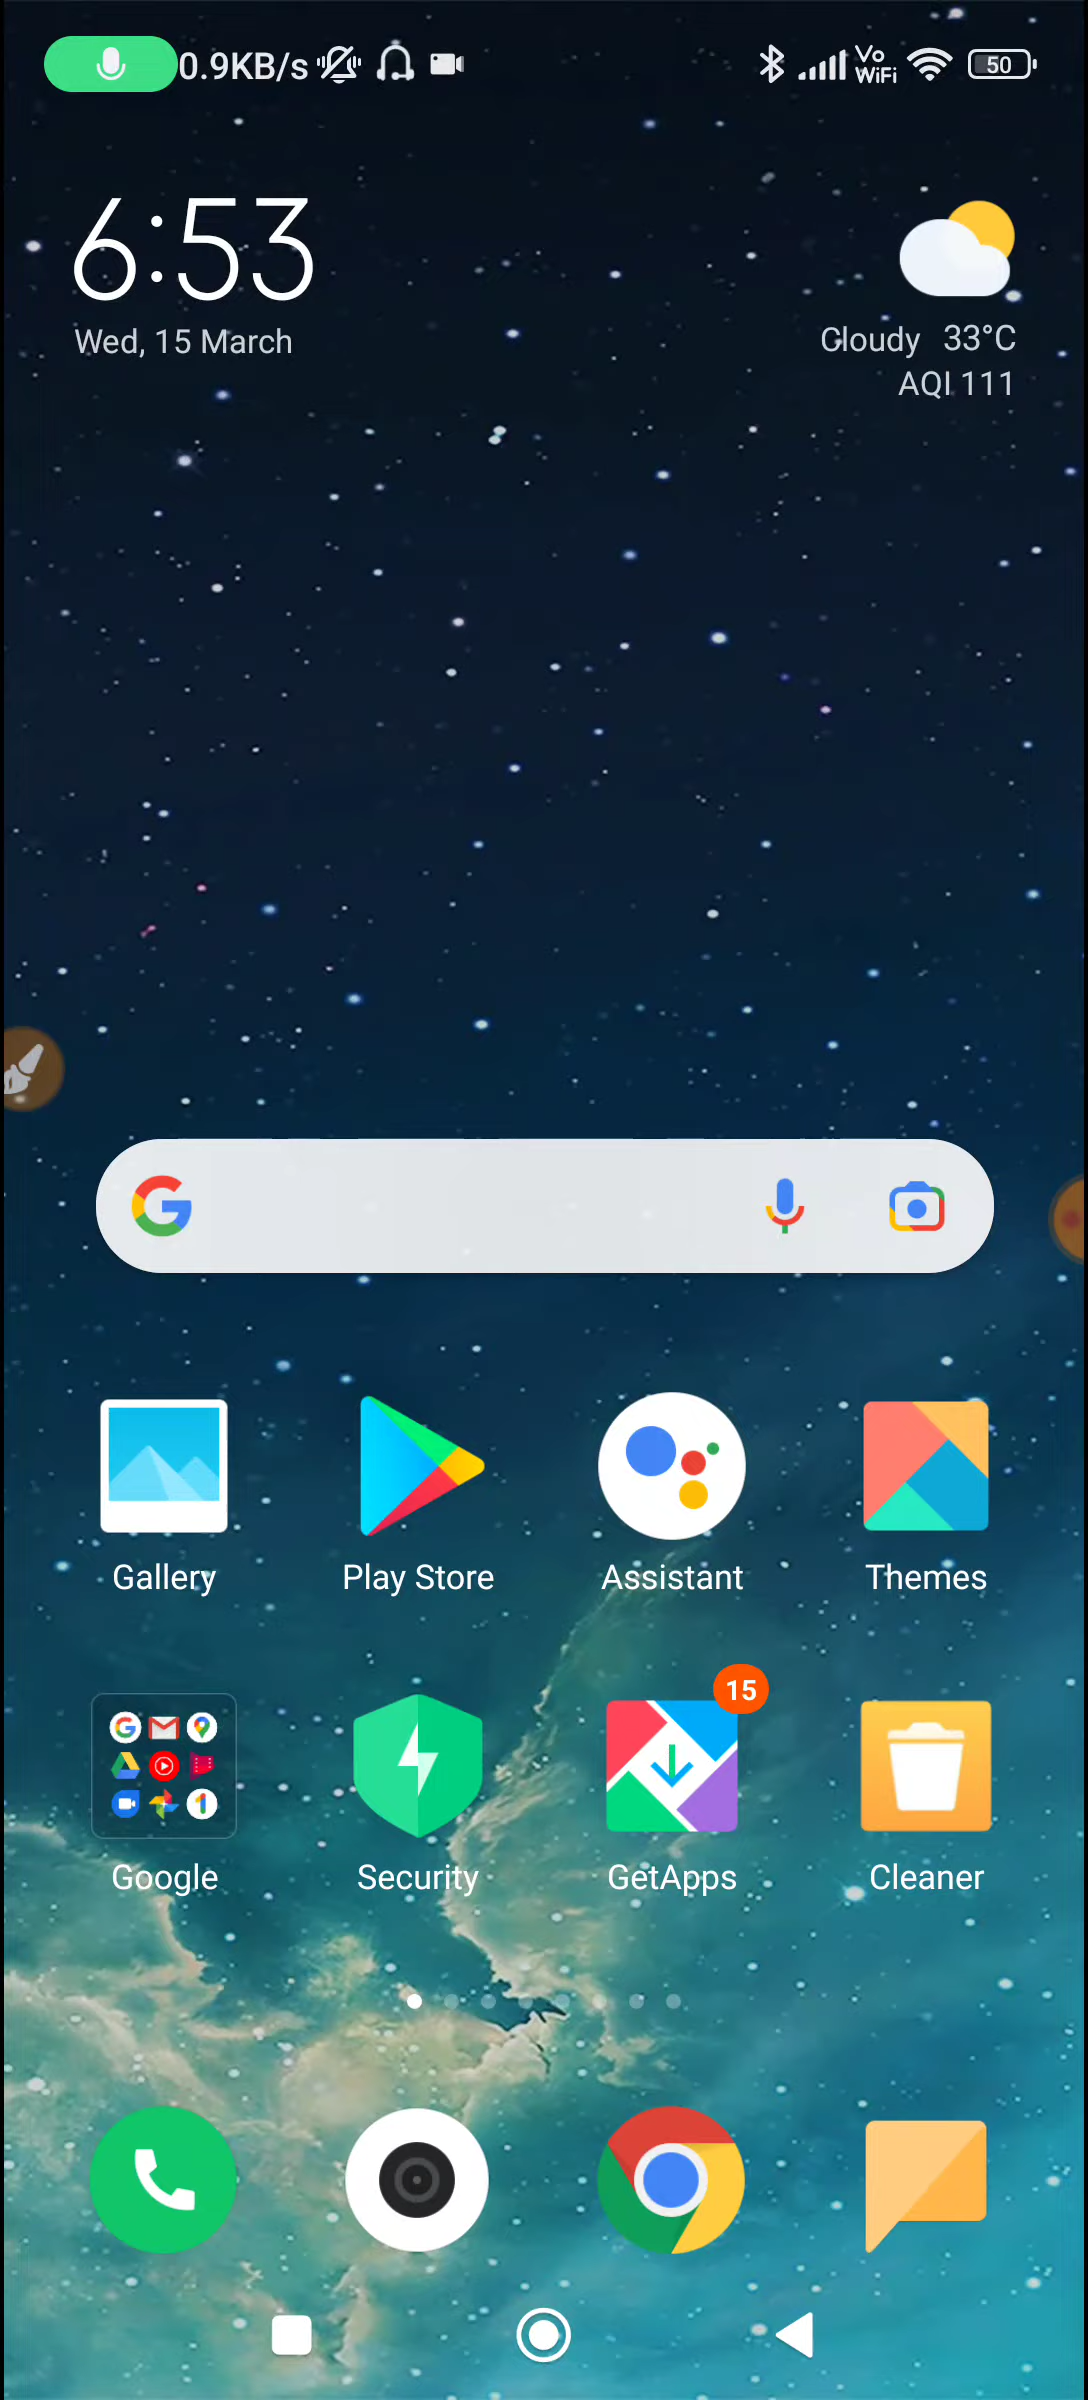 0.9KB/s Vo WiFi 50
6:53
Wed, 15 March
Cloudy 33°C
AQI 111
Gallery Play Store Assistant Themes
15
Google Security GetApps Cleaner